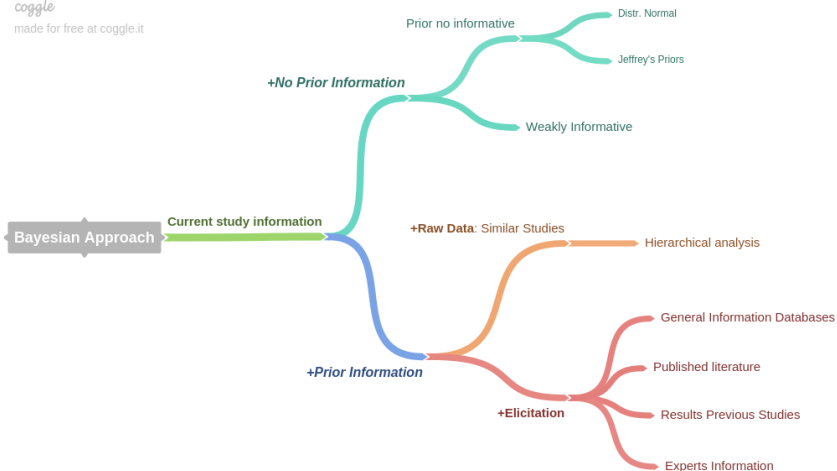 coggle
made for free at coggle.it
Distr. Normal
Prior no informative
Jeffrey's Priors
+No Prior Information
Weakly Informative
Current study information
Bayesian Approach
+Raw Data: Similar Studies
Hierarchical analysis
General Information Databases
+Prior Information
Published literature
+Elicitation
Results Previous Studies
Experts Information